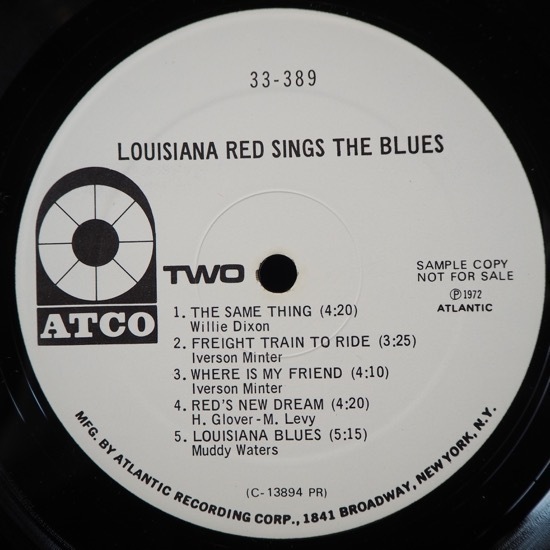 33-389
LOUISIANA RED SINGS THE BLUES
ATCO
TWO
SAMPLE COPY
NOT FOR SALE
Ⓟ1972
ATLANTIC
1. THE SAME THING (4:20)
Willie Dixon
2. FREIGHT TRAIN TO RIDE (3:25)
Iverson Minter
3. WHERE IS MY FRIEND (4:10)
Iverson Minter
4. RED'S NEW DREAM (4:20)
H. Glover-M. Levy
5. LOUISIANA BLUES (5:15)
Muddy Waters
(C-13894 PR)
MFG. BY ATLANTIC RECORDING CORP., 1841 BROADWAY, NEW YORK, N.Y.